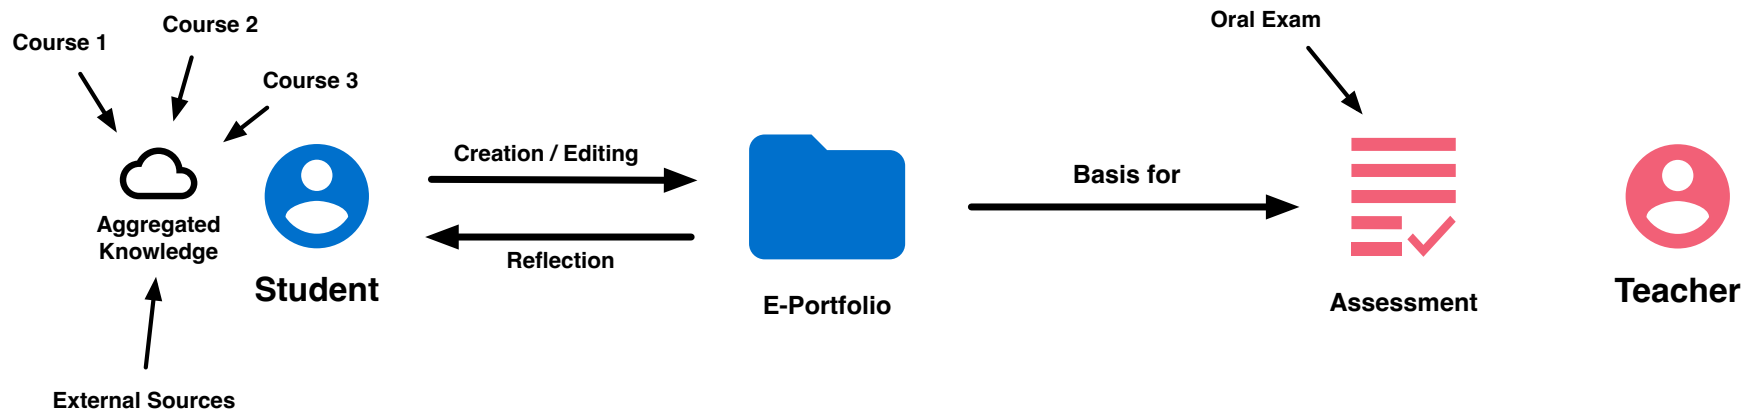 Course 1
Course 2
Course 3
Aggregated
Knowledge
External Sources
Student
Creation / Editing
Reflection
E-Portfolio
Basis for
Oral Exam
Assessment
Teacher